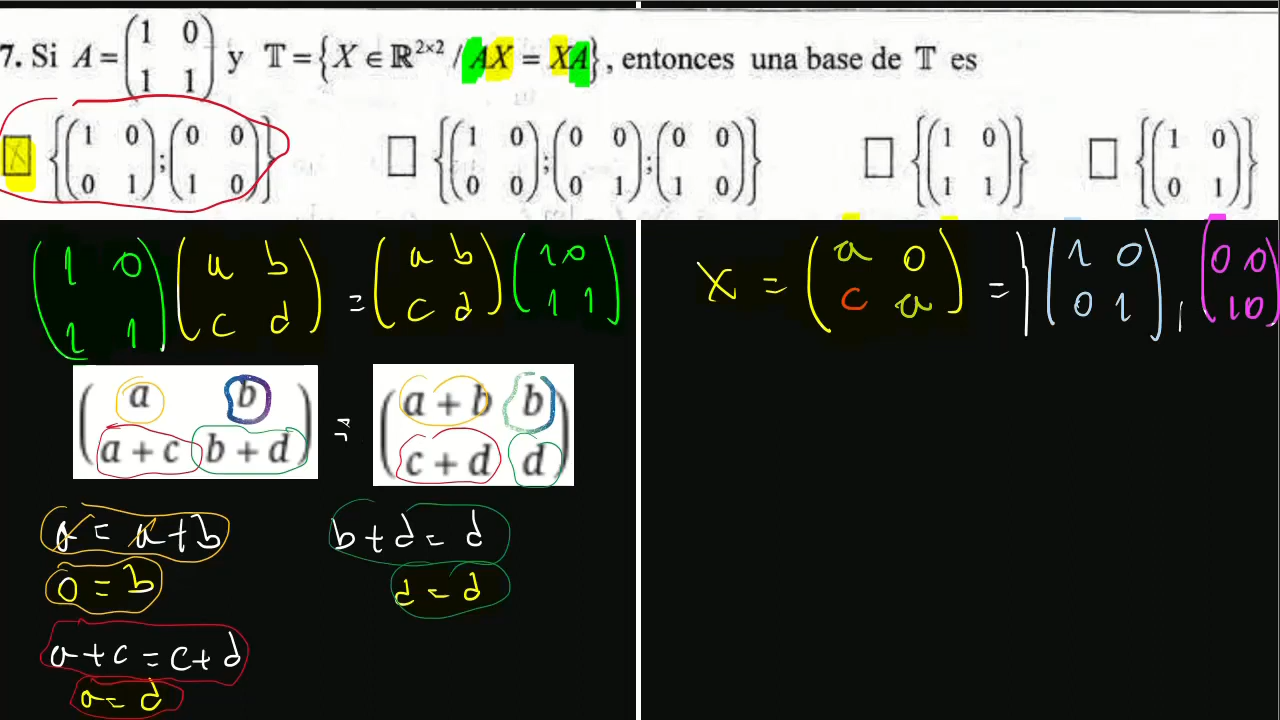 7. Si A = (1 0; 1 1) y 𝕋 = {X ∈ ℝ²ˣ² / AX = XA}, entonces una base de 𝕋 es
☒ {(1 0; 0 1);(0 0; 1 0)} □ {(1 0; 0 0);(0 0; 0 1);(0 0; 1 0)} □ {(1 0; 1 1)} □ {(1 0; 0 1)}
(1 0; 1 1) (a b; c d) = (a b; c d) (1 0; 1 1)
(a b; a + c b + d) = (a + b b; c + d d)
a = a + b
0 = b
a + c = c + d
a = d
b + d = d
d = d
X = (a 0; c a) = {(1 0; 0 1), (0 0; 1 0)